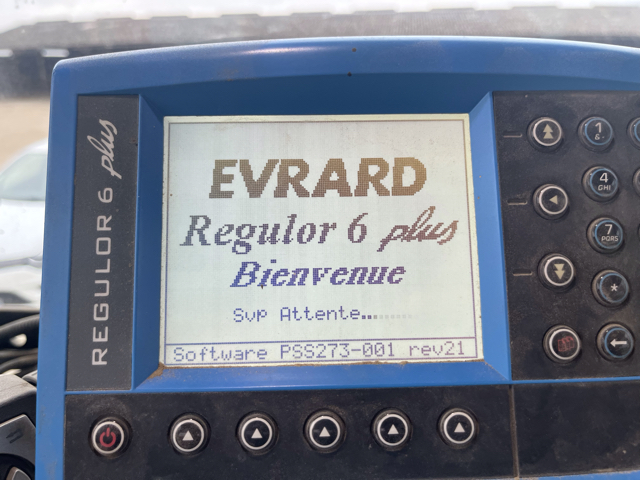 REGULOR 6 plus
EVRARD
Regulor 6 plus
Bienvenue
Svp Attente...
Software PSS273-001 rev21
1
&
4
GHI
7
PQRS
*